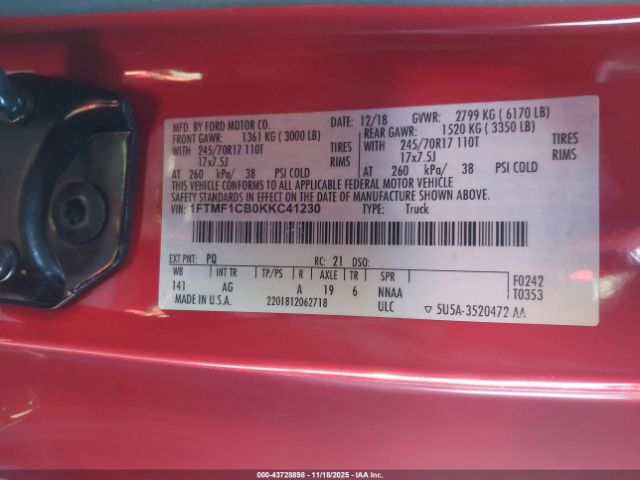 MFD. BY FORD MOTOR CO. DATE: 12/18 GVWR: 2799 KG ( 6170 LB)
FRONT GAWR: 1361 KG ( 3000 LB) REAR GAWR: 1520 KG ( 3350 LB)
WITH 245/70R17 110T TIRES WITH 245/70R17 110T TIRES
17x7.5J RIMS 17x7.5J RIMS
AT 260 kPa/ 38 PSI COLD AT 260 kPa/ 38 PSI COLD
THIS VEHICLE CONFORMS TO ALL APPLICABLE FEDERAL MOTOR VEHICLE
SAFETY STANDARDS IN EFFECT ON THE DATE OF MANUFACTURE SHOWN ABOVE.
VIN: 1FTMF1CB0KKC41230 TYPE: Truck
EXT PNT: PQ RC: 21 DSO: F0242
WB INT TR TP/PS R AXLE TR SPR T0353
141 AG A 19 6 NNAA
MADE IN U.S.A. 2201812062718 ULC ▽ 5U5A-3520472 AA
000-43728898 - 11/18/2025 - IAA Inc.